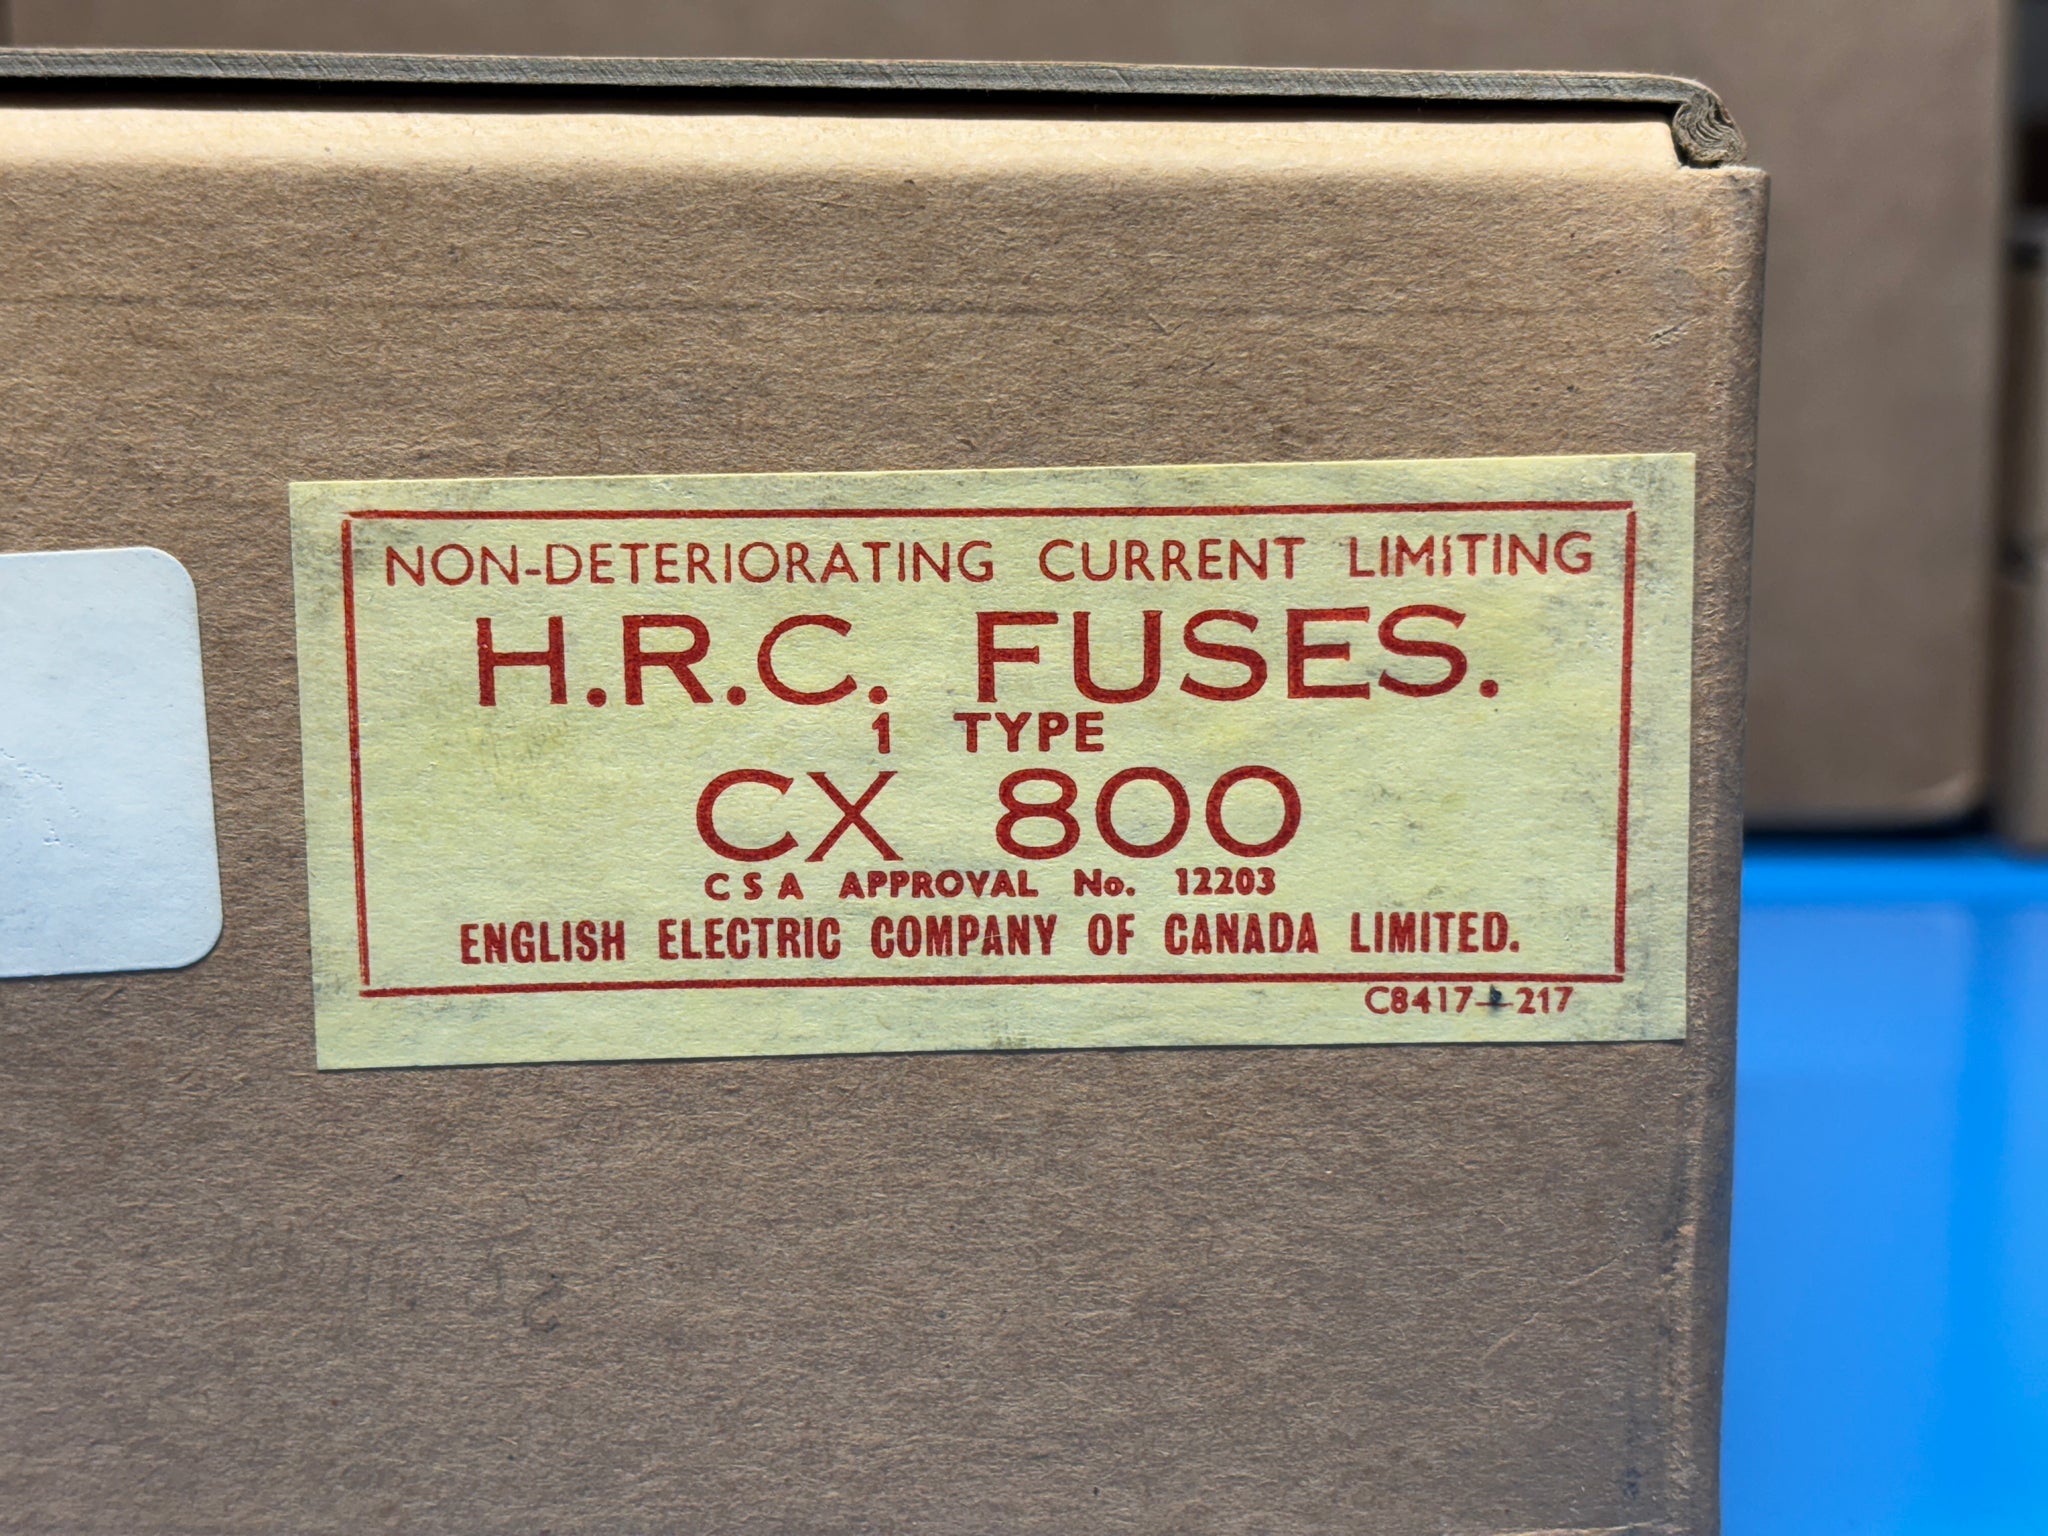 NON-DETERIORATING CURRENT LIMITING
H.R.C. FUSES.
1 TYPE
CX 800
CSA APPROVAL No. 12203
ENGLISH ELECTRIC COMPANY OF CANADA LIMITED.
C8417-217